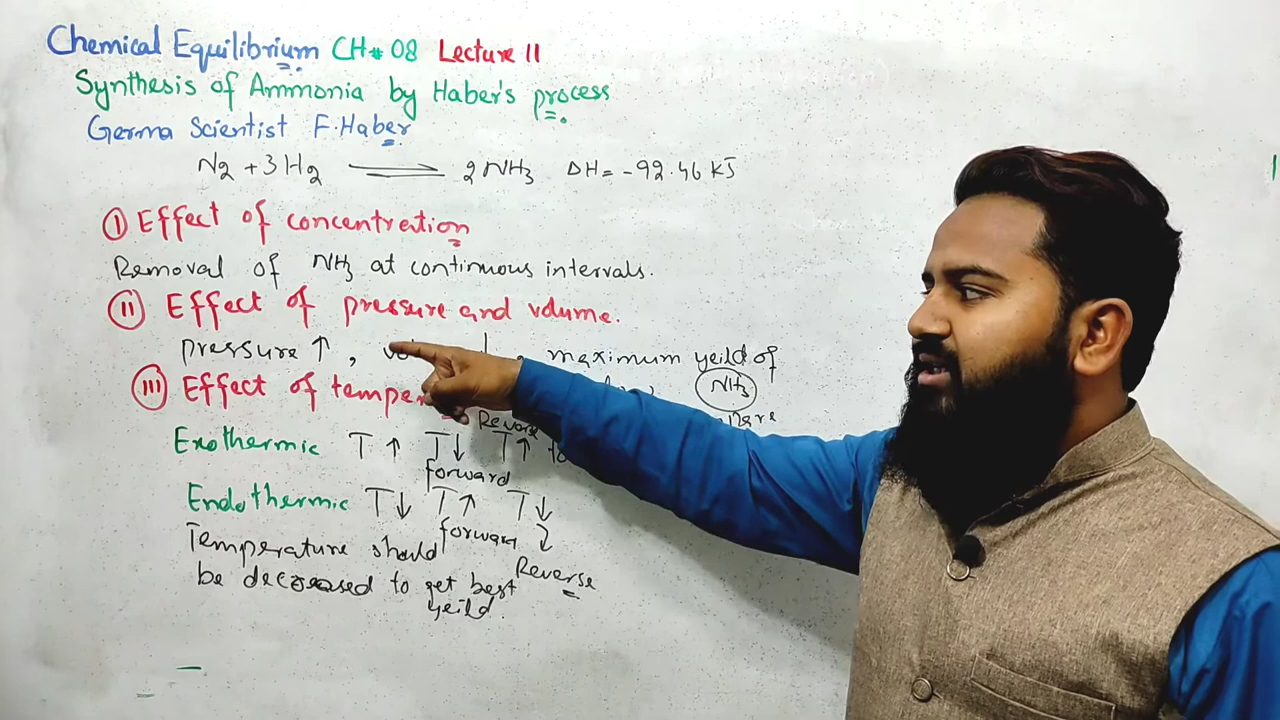 Chemical Equilibrium CH# 08 Lecture 11
Synthesis of Ammonia by Haber's process
Germa Scientist F. Haber
N2 + 3H2 ⇌ 2NH3 ΔH = -92.46 kJ
I Effect of concentretion
Removal of NH3 at continuous intervals.
II Effect of pressure and volume.
pressure ↑, maximum yeild of
NH3
III Effect of
Reverse
Exothermic T↑ T↓ T↑
forward
Endothermic T↓ T↑ T↓
forward
Temperature should
Reverse
be decreased to get best
yeild.